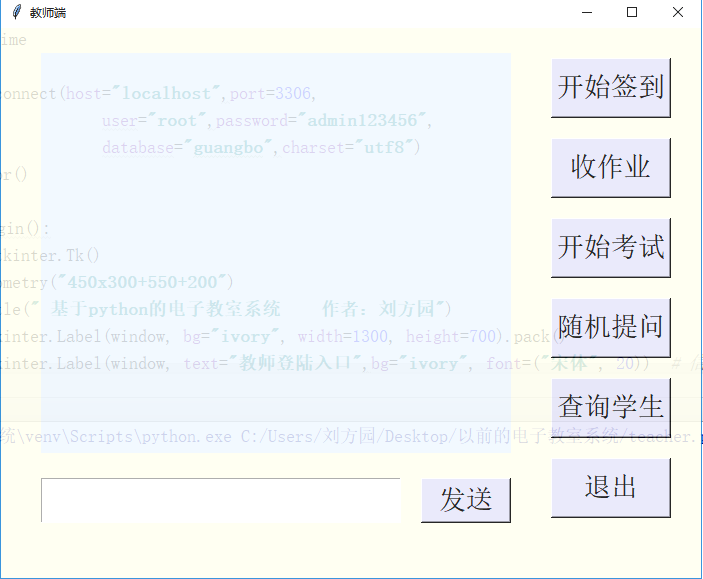 教师端
ime
onnect(host="localhost",port=3306,
user="root",password="admin123456",
database="guangbo",charset="utf8")
or()
gin():
kinter.Tk()
ometry("450x300+550+200")
tle(" 基于python的电子教室系统    作者：刘方园")
kinter.Label(window, bg="ivory", width=1300, height=700).pack()
kinter.Label(window, text="教师登陆入口",bg="ivory", font=("宋体", 20))  #
统\venv\Scripts\python.exe C:/Users/刘方园/Desktop/以前的电子教室系统/teacher.p
开始签到
收作业
开始考试
随机提问
查询学生
退出
发送